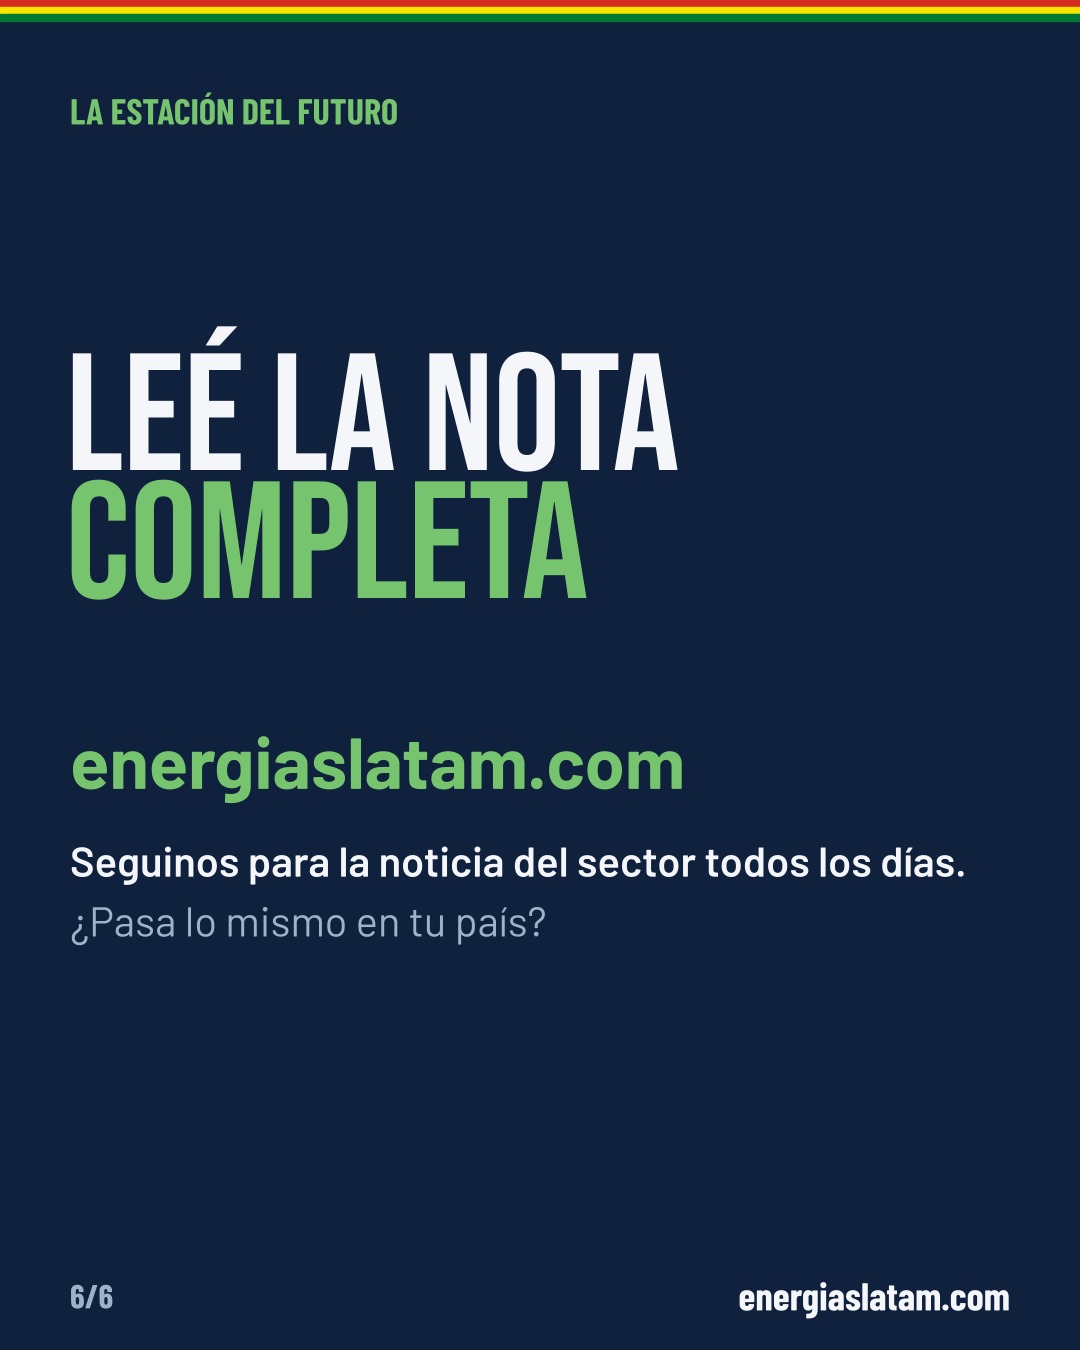 LA ESTACIÓN DEL FUTURO
LEÉ LA NOTA
COMPLETA
energiaslatam.com
Seguinos para la noticia del sector todos los días.
¿Pasa lo mismo en tu país?
6/6
energiaslatam.com